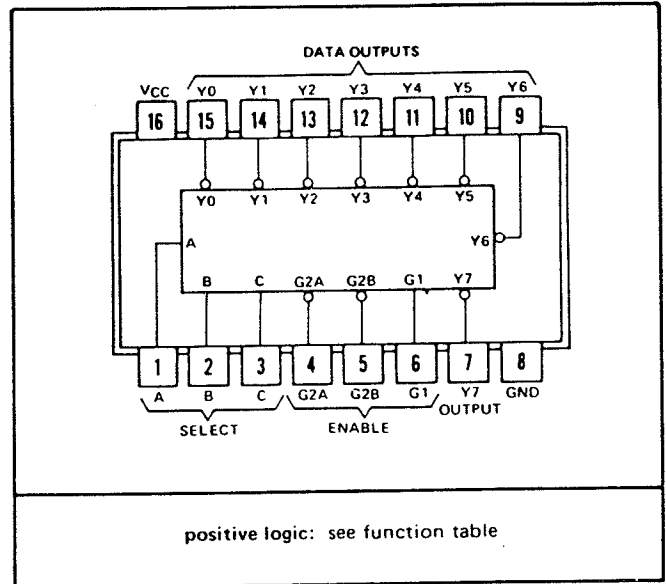 DATA OUTPUTS
VCC Y0 Y1 Y2 Y3 Y4 Y5 Y6
16 15 14 13 12 11 10 9
Y0 Y1 Y2 Y3 Y4 Y5
A Y6
B C G2A G2B G1 Y7
1 2 3 4 5 6 7 8
A B C G2A G2B G1 Y7 GND
SELECT ENABLE OUTPUT
positive logic: see function table